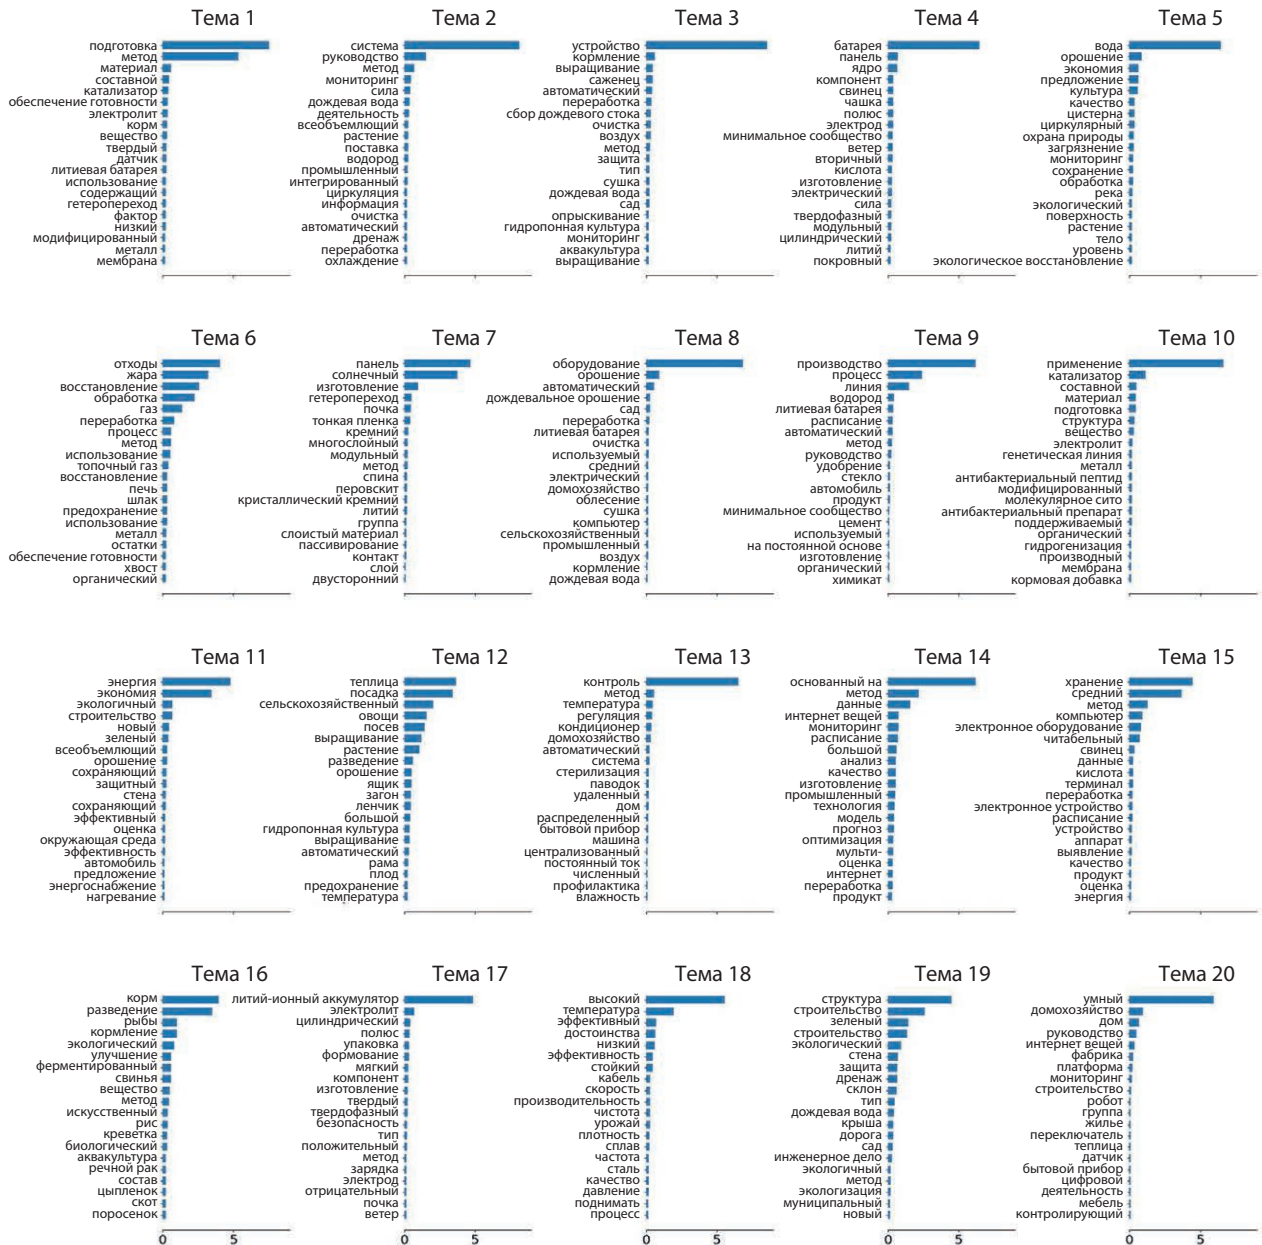 Тема 1
подготовка
метод
материал
составной
катализатор
обеспечение готовности
электролит
корм
вещество
твердый
датчик
литиевая батарея
использование
содержащий
гетеропереход
фактор
низкий
модифицированный
металл
мембрана
5
Тема 2
система
руководство
метод
мониторинг
сила
дождевая вода
деятельность
всеобъемлющий
растение
поставка
водород
промышленный
интегрированный
циркуляция
информация
очистка
автоматический
дренаж
переработка
охлаждение
5
Тема 3
устройство
кормление
выращивание
саженец
автоматический
переработка
сбор дождевого стока
очистка
воздух
метод
защита
тип
сушка
дождевая вода
сад
опрыскивание
гидропонная культура
мониторинг
аквакультура
выращивание
5
Тема 4
батарея
панель
ядро
компонент
свинец
чашка
полюс
электрод
минимальное сообщество
ветер
вторичный
кислота
изготовление
электрический
сила
твердофазный
модульный
цилиндрический
литий
покровный
5
Тема 5
вода
орошение
экономия
предложение
культура
качество
цистерна
циркулярный
охрана природы
загрязнение
мониторинг
сохранение
обработка
река
экологический
поверхность
растение
тело
уровень
экологическое восстановление
5
Тема 6
отходы
жара
восстановление
обработка
газ
переработка
процесс
метод
использование
топочный газ
восстановление
печь
шлак
предохранение
использование
металл
остатки
обеспечение готовности
хвост
органический
5
Тема 7
панель
солнечный
изготовление
гетеропереход
почка
тонкая пленка
кремний
многослойный
модульный
метод
спина
перовскит
кристаллический кремний
литий
группа
слоистый материал
пассивирование
контакт
слой
двусторонний
5
Тема 8
оборудование
орошение
автоматический
дождевальное орошение
сад
переработка
литиевая батарея
очистка
используемый
средний
электрический
домохозяйство
облесение
сушка
компьютер
сельскохозяйственный
промышленный
воздух
кормление
дождевая вода
5
Тема 9
производство
процесс
линия
водород
литиевая батарея
расписание
автоматический
метод
руководство
удобрение
стекло
автомобиль
продукт
минимальное сообщество
цемент
используемый
на постоянной основе
изготовление
органический
химикат
5
Тема 10
применение
катализатор
составной
материал
подготовка
структура
вещество
электролит
генетическая линия
металл
антибактериальный пептид
модифицированный
молекулярное сито
антибактериальный препарат
поддерживаемый
органический
гидрогенизация
производный
мембрана
кормовая добавка
5
Тема 11
энергия
экономия
экологичный
строительство
новый
зеленый
всеобъемлющий
орошение
сохраняющий
защитный
стена
сохраняющий
эффективный
оценка
окружающая среда
эффективность
автомобиль
предложение
энергоснабжение
нагревание
5
Тема 12
теплица
посадка
сельскохозяйственный
овощи
посев
выращивание
растение
разведение
орошение
ящик
загон
ленчик
большой
гидропонная культура
выращивание
автоматический
рама
плод
предохранение
температура
5
Тема 13
контроль
метод
температура
регуляция
кондиционер
домохозяйство
автоматический
система
стерилизация
паводок
удаленный
дом
распределенный
бытовой прибор
машина
централизованный
постоянный ток
численный
профилактика
влажность
5
Тема 14
основанный на
метод
данные
интернет вещей
мониторинг
расписание
большой
анализ
качество
изготовление
промышленный
технология
модель
прогноз
оптимизация
мульти-
оценка
интернет
переработка
продукт
5
Тема 15
хранение
средний
метод
компьютер
электронное оборудование
читабельный
свинец
данные
кислота
терминал
переработка
электронное устройство
расписание
устройство
аппарат
выявление
качество
продукт
оценка
энергия
5
Тема 16
корм
разведение
рыбы
кормление
экологический
улучшение
ферментированный
свинья
вещество
метод
искусственный
рис
креветка
биологический
аквакультура
речной рак
состав
цыпленок
скот
поросенок
0 5
Тема 17
литий-ионный аккумулятор
электролит
цилиндрический
полюс
упаковка
формование
мягкий
компонент
изготовление
твердый
твердофазный
безопасность
тип
положительный
метод
зарядка
электрод
отрицательный
почка
ветер
0 5
Тема 18
высокий
температура
эффективный
достоинства
низкий
эффективность
стойкий
кабель
скорость
производительность
чистота
урожай
плотность
сплав
частота
сталь
качество
давление
поднимать
процесс
0 5
Тема 19
структура
строительство
зеленый
строительство
экологический
стена
защита
дренаж
склон
тип
дождевая вода
крыша
дорога
сад
инженерное дело
экологичный
метод
экологизация
муниципальный
новый
0 5
Тема 20
умный
домохозяйство
дом
руководство
интернет вещей
фабрика
платформа
мониторинг
строительство
робот
группа
жилье
переключатель
теплица
датчик
бытовой прибор
цифровой
деятельность
мебель
контролирующий
0 5